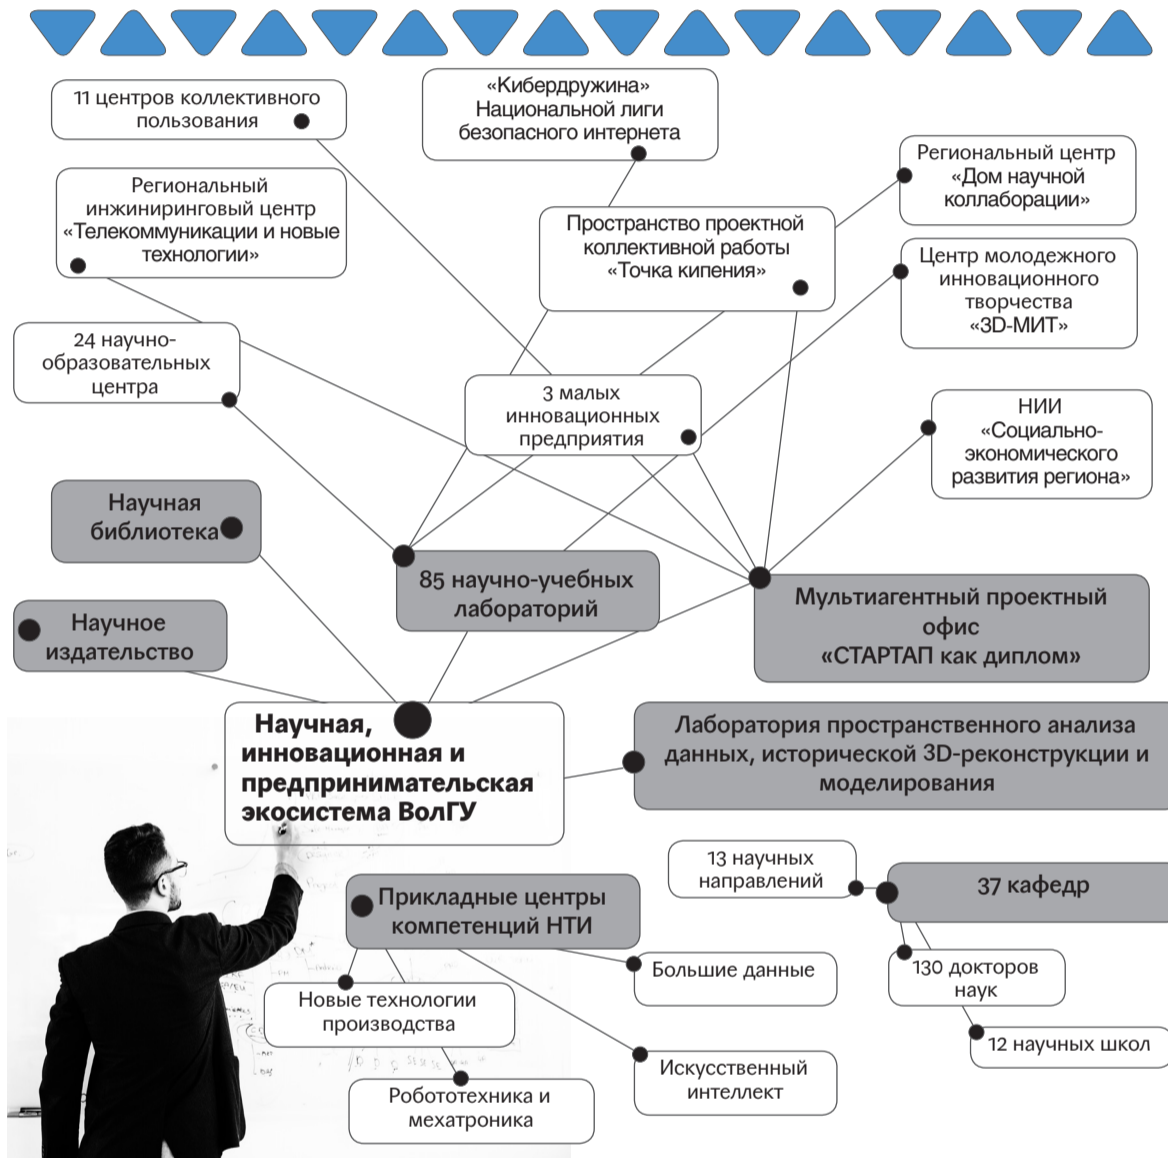 11 центров коллективного
пользования
«Кибердружина»
Национальной лиги
безопасного интернета
Региональный центр
«Дом научной
коллаборации»
Региональный
инжиниринговый центр
«Телекоммуникации и новые
технологии»
Пространство проектной
коллективной работы
«Точка кипения»
Центр молодежного
инновационного
творчества
«3D-МИТ»
24 научно-
образовательных
центра
3 малых
инновационных
предприятия
НИИ
«Социально-
экономического
развития региона»
Научная
библиотека
85 научно-учебных
лабораторий
Мультиагентный проектный
офис
«СТАРТАП как диплом»
Научное
издательство
Научная,
инновационная и
предпринимательская
экосистема ВолГУ
Лаборатория пространственного анализа
данных, исторической 3D-реконструкции и
моделирования
13 научных
направлений
37 кафедр
Прикладные центры
компетенций НТИ
130 докторов
наук
Большие данные
Новые технологии
производства
12 научных школ
Искусственный
интеллект
Робототехника и
мехатроника